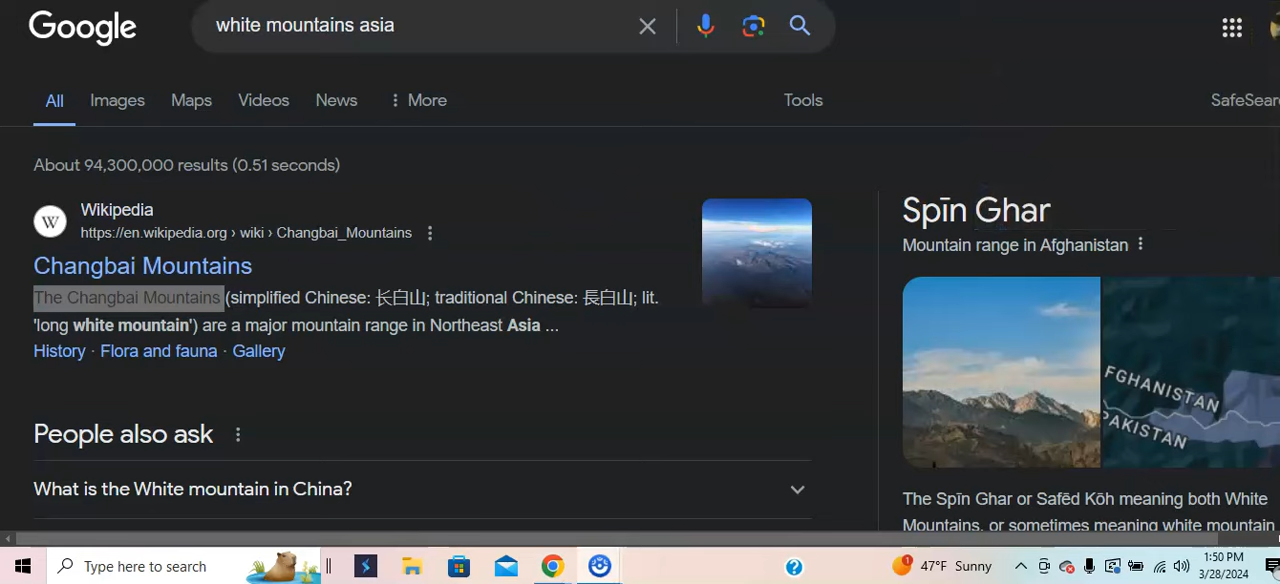 Google
white mountains asia
All Images Maps Videos News More Tools SafeSear
About 94,300,000 results (0.51 seconds)
W
Wikipedia
https://en.wikipedia.org › wiki › Changbai_Mountains
Changbai Mountains
The Changbai Mountains (simplified Chinese: 长白山; traditional Chinese: 長白山; lit.
'long white mountain') are a major mountain range in Northeast Asia ...
History · Flora and fauna · Gallery
People also ask
What is the White mountain in China?
Spīn Ghar
Mountain range in Afghanistan
FGHANISTAN
PAKISTAN
The Spīn Ghar or Safēd Kōh meaning both White
Mountains, or sometimes meaning white mountain
Type here to search
1
47°F Sunny
1:50 PM
3/28/2024